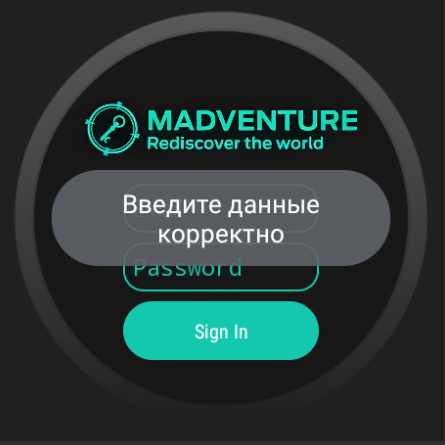 MADVENTURE
Rediscover the world
Введите данные
корректно
Password
Sign In